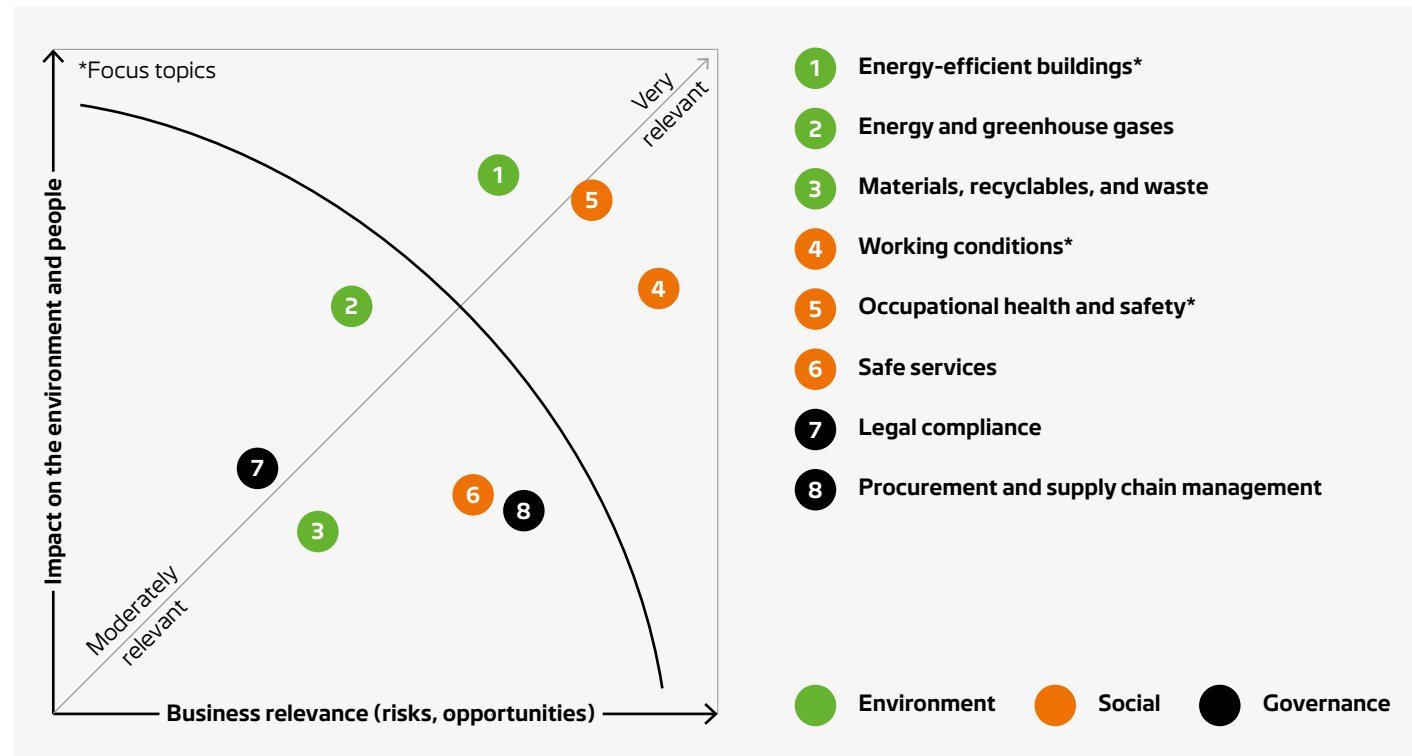 *Focus topics
Very
relevant
Impact on the environment and people
1
5
4
2
7
6
8
3
Moderately
relevant
Business relevance (risks, opportunities)
1 Energy-efficient buildings*
2 Energy and greenhouse gases
3 Materials, recyclables, and waste
4 Working conditions*
5 Occupational health and safety*
6 Safe services
7 Legal compliance
8 Procurement and supply chain management
Environment Social Governance